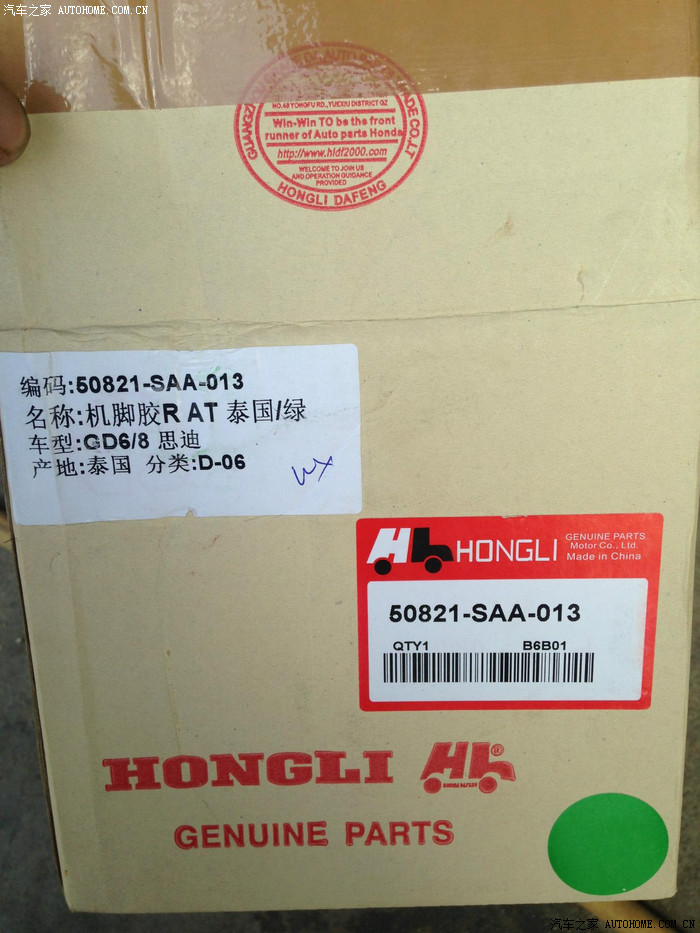 汽车之家 AUTOHOME.COM.CN
NO.68 YONGFU RD.,YUEXIU DISTRICT GZ
Win-Win TO be the front
runner of Auto parts Honda
http://www.hldf2000.com
WELCOME TO JOIN US
AND OPERATION GUIDANCE
PROVIDED
HONGLI DAFENG
编码:50821-SAA-013
名称:机脚胶R AT 泰国/绿
车型:GD6/8 思迪
产地:泰国 分类:D-06
HONGLI
GENUINE PARTS
Motor Co., Ltd.
Made in China
50821-SAA-013
QTY1 B6B01
HONGLI
GENUINE PARTS
汽车之家 AUTOHOME.COM.CN